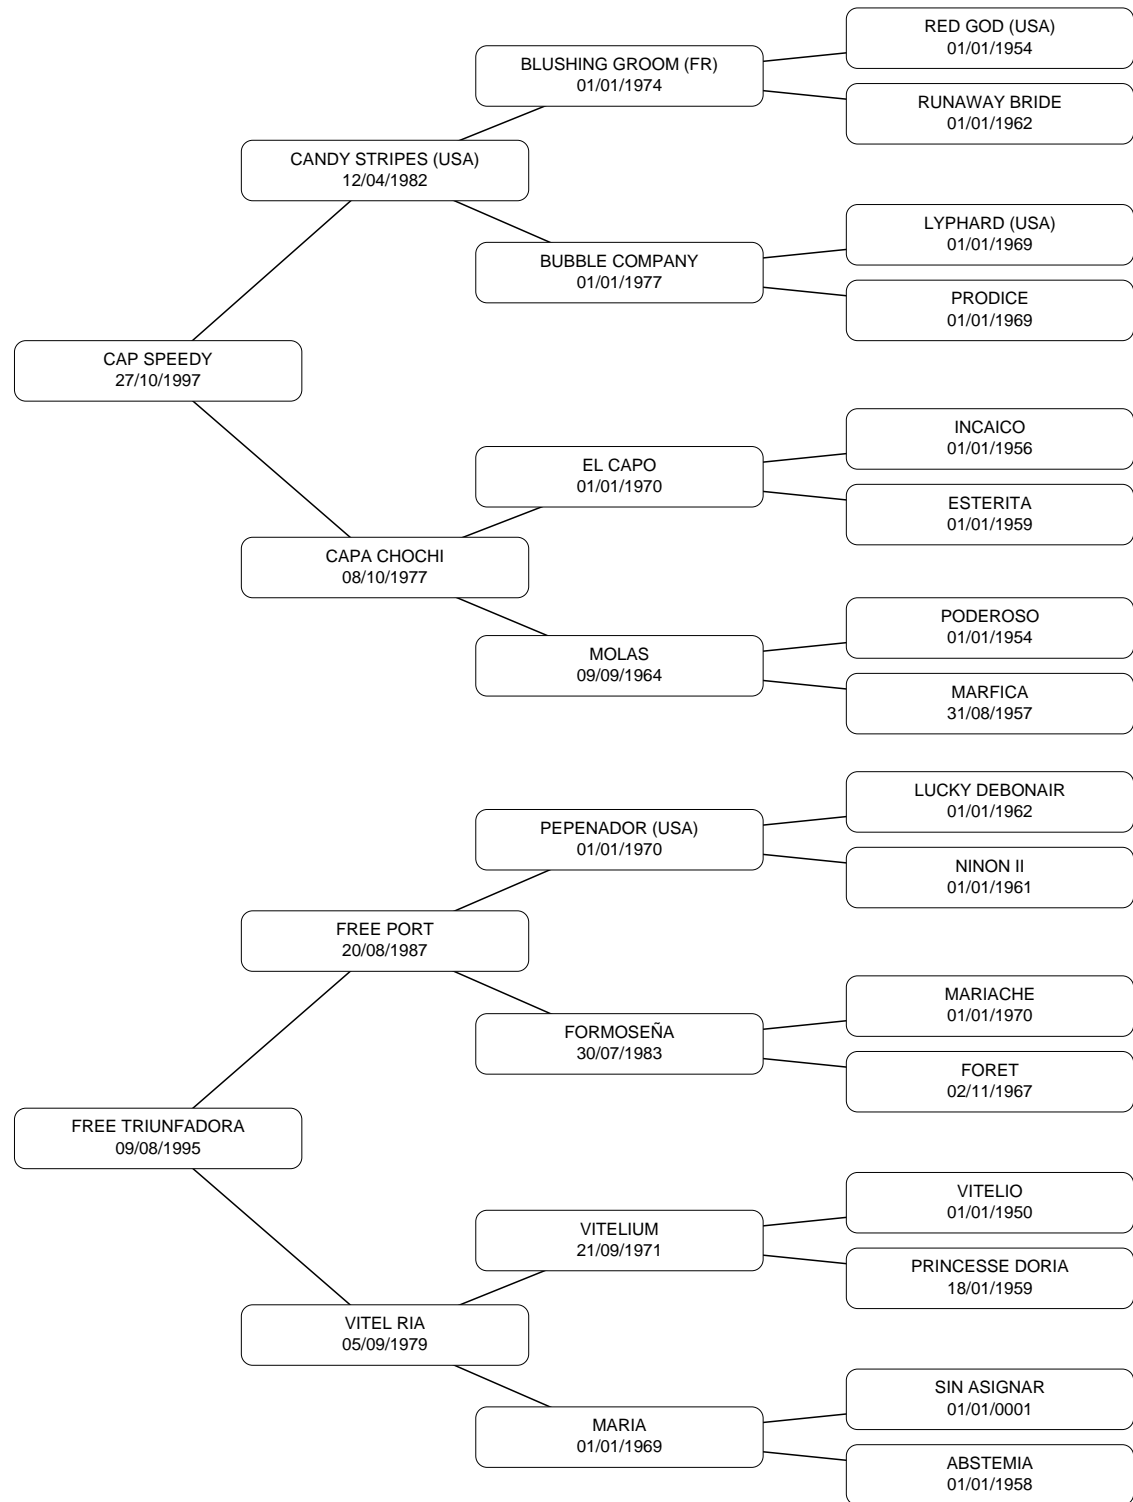 RED GOD (USA)
01/01/1954
BLUSHING GROOM (FR)
01/01/1974
RUNAWAY BRIDE
01/01/1962
CANDY STRIPES (USA)
12/04/1982
LYPHARD (USA)
01/01/1969
BUBBLE COMPANY
01/01/1977
PRODICE
01/01/1969
CAP SPEEDY
27/10/1997
INCAICO
01/01/1956
EL CAPO
01/01/1970
ESTERITA
01/01/1959
CAPA CHOCHI
08/10/1977
PODEROSO
01/01/1954
MOLAS
09/09/1964
MARFICA
31/08/1957
LUCKY DEBONAIR
01/01/1962
PEPENADOR (USA)
01/01/1970
NINON II
01/01/1961
FREE PORT
20/08/1987
MARIACHE
01/01/1970
FORMOSEÑA
30/07/1983
FORET
02/11/1967
FREE TRIUNFADORA
09/08/1995
VITELIO
01/01/1950
VITELIUM
21/09/1971
PRINCESSE DORIA
18/01/1959
VITEL RIA
05/09/1979
SIN ASIGNAR
01/01/0001
MARIA
01/01/1969
ABSTEMIA
01/01/1958